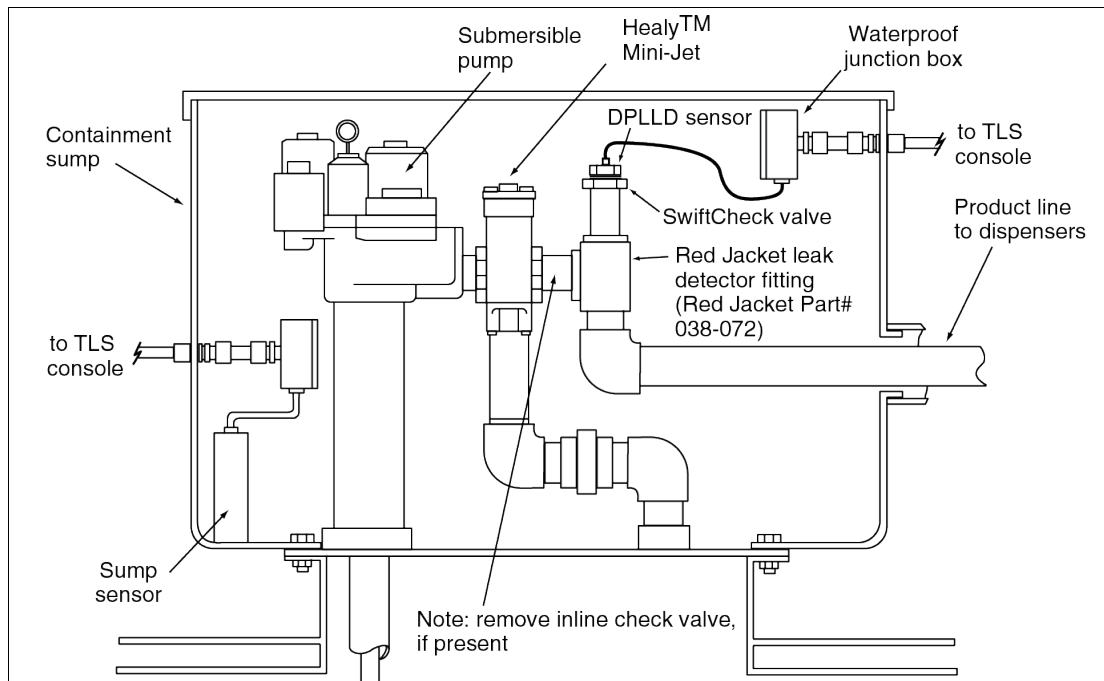 Submersible
pump
Healy™
Mini-Jet
Waterproof
junction box
Containment
sump
DPLLD sensor
to TLS
console
SwiftCheck valve
Product line
to dispensers
Red Jacket leak
detector fitting
(Red Jacket Part#
038-072)
to TLS
console
Sump
sensor
Note: remove inline check valve,
if present